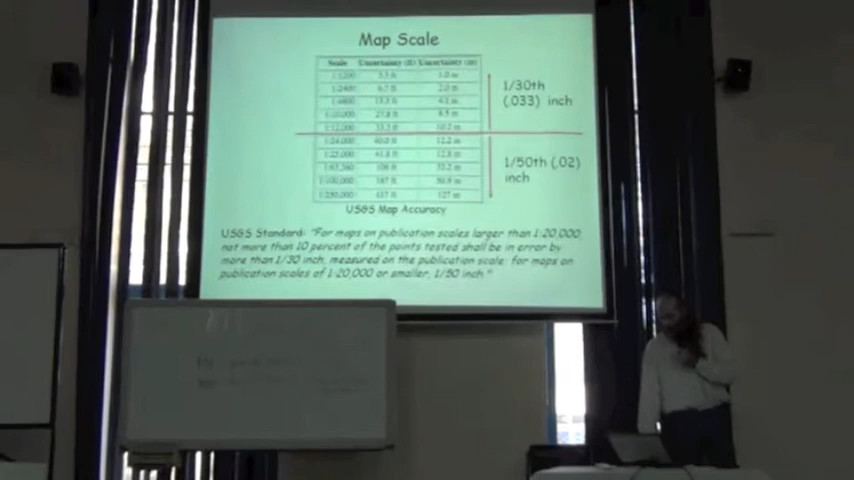 Map Scale
Scale Uncertainty (ft) Uncertainty (m)
1:1200 3.3 ft 1.0 m
1:2400 6.7 ft 2.0 m
1:4800 13.3 ft 4.1 m
1:10,000 27.8 ft 8.5 m
1:12,000 33.3 ft 10.2 m
1:24,000 40.0 ft 12.2 m
1:25,000 41.8 ft 12.8 m
1:63,360 106 ft 32.2 m
1:100,000 167 ft 50.9 m
1:250,000 417 ft 127 m
1/30th
(.033) inch
1/50th (.02)
inch
USGS Map Accuracy
USGS Standard: "For maps on publication scales larger than 1:20,000,
not more than 10 percent of the points tested shall be in error by
more than 1/30 inch, measured on the publication scale; for maps on
publication scales of 1:20,000 or smaller, 1/50 inch."